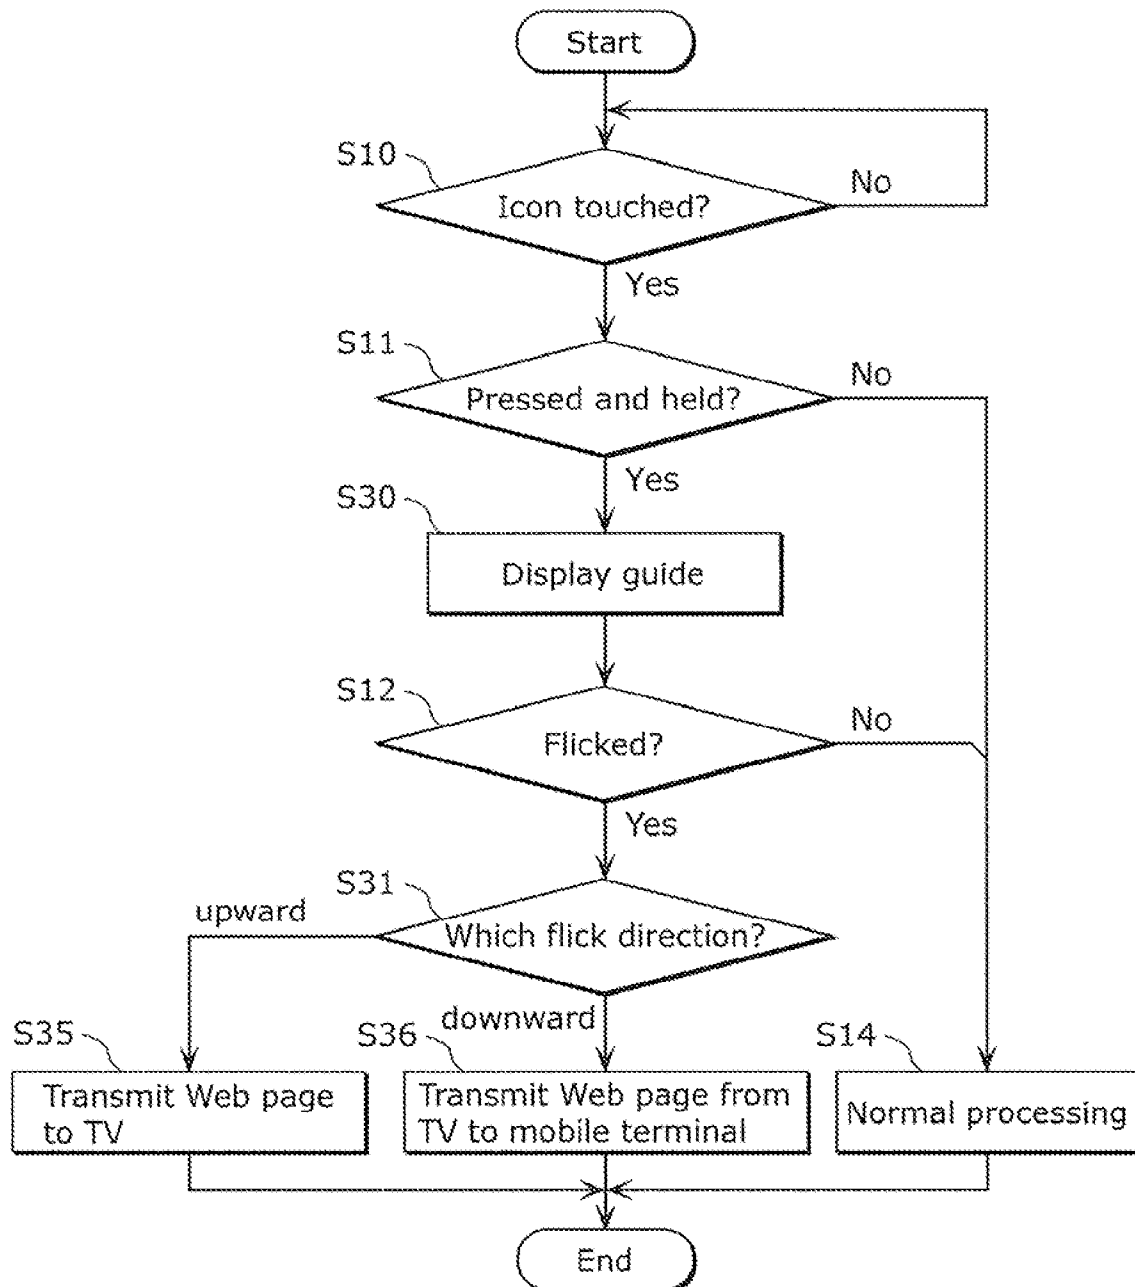 Start
S10
Icon touched?
No
Yes
S11
Pressed and held?
No
Yes
S30
Display guide
S12
Flicked?
No
Yes
S31
upward
Which flick direction?
S35
S36
downward
S14
Transmit Web page
to TV
Transmit Web page from
TV to mobile terminal
Normal processing
End